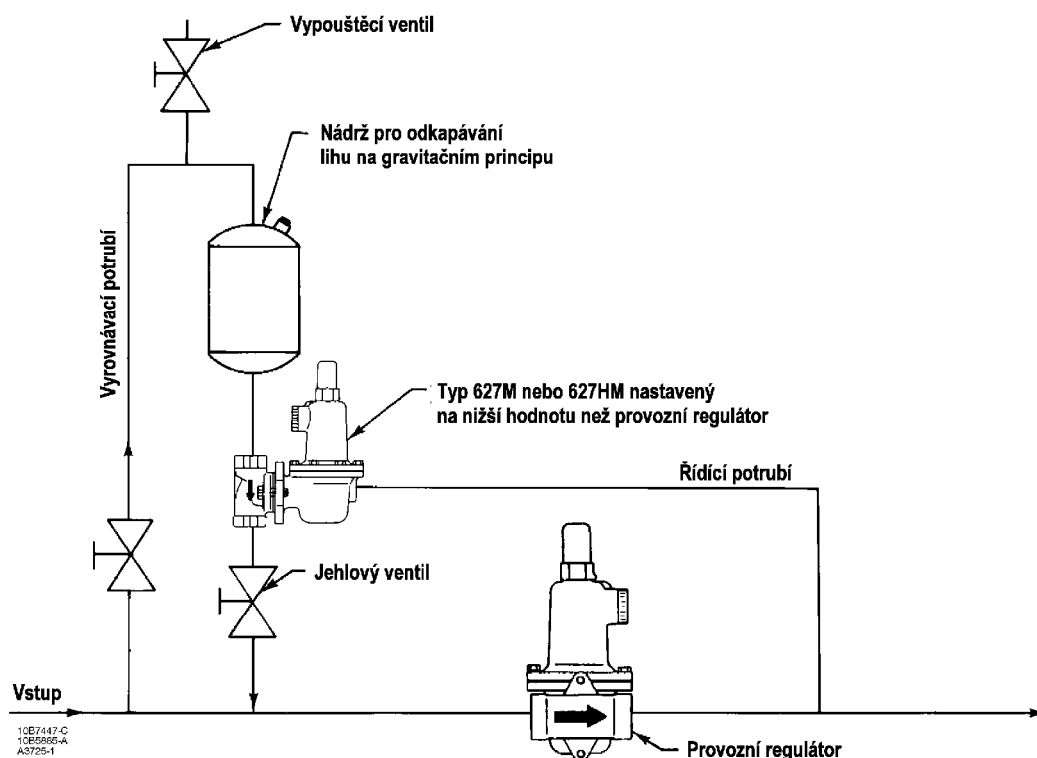 Vypouštěcí ventil
Nádrž pro odkapávání
lihu na gravitačním principu
Vyrovnávací potrubí
Typ 627M nebo 627HM nastavený
na nižší hodnotu než provozní regulátor
Řídící potrubí
Jehlový ventil
Vstup
10B7447-C
10B5885-A
A3725-1
Provozní regulátor